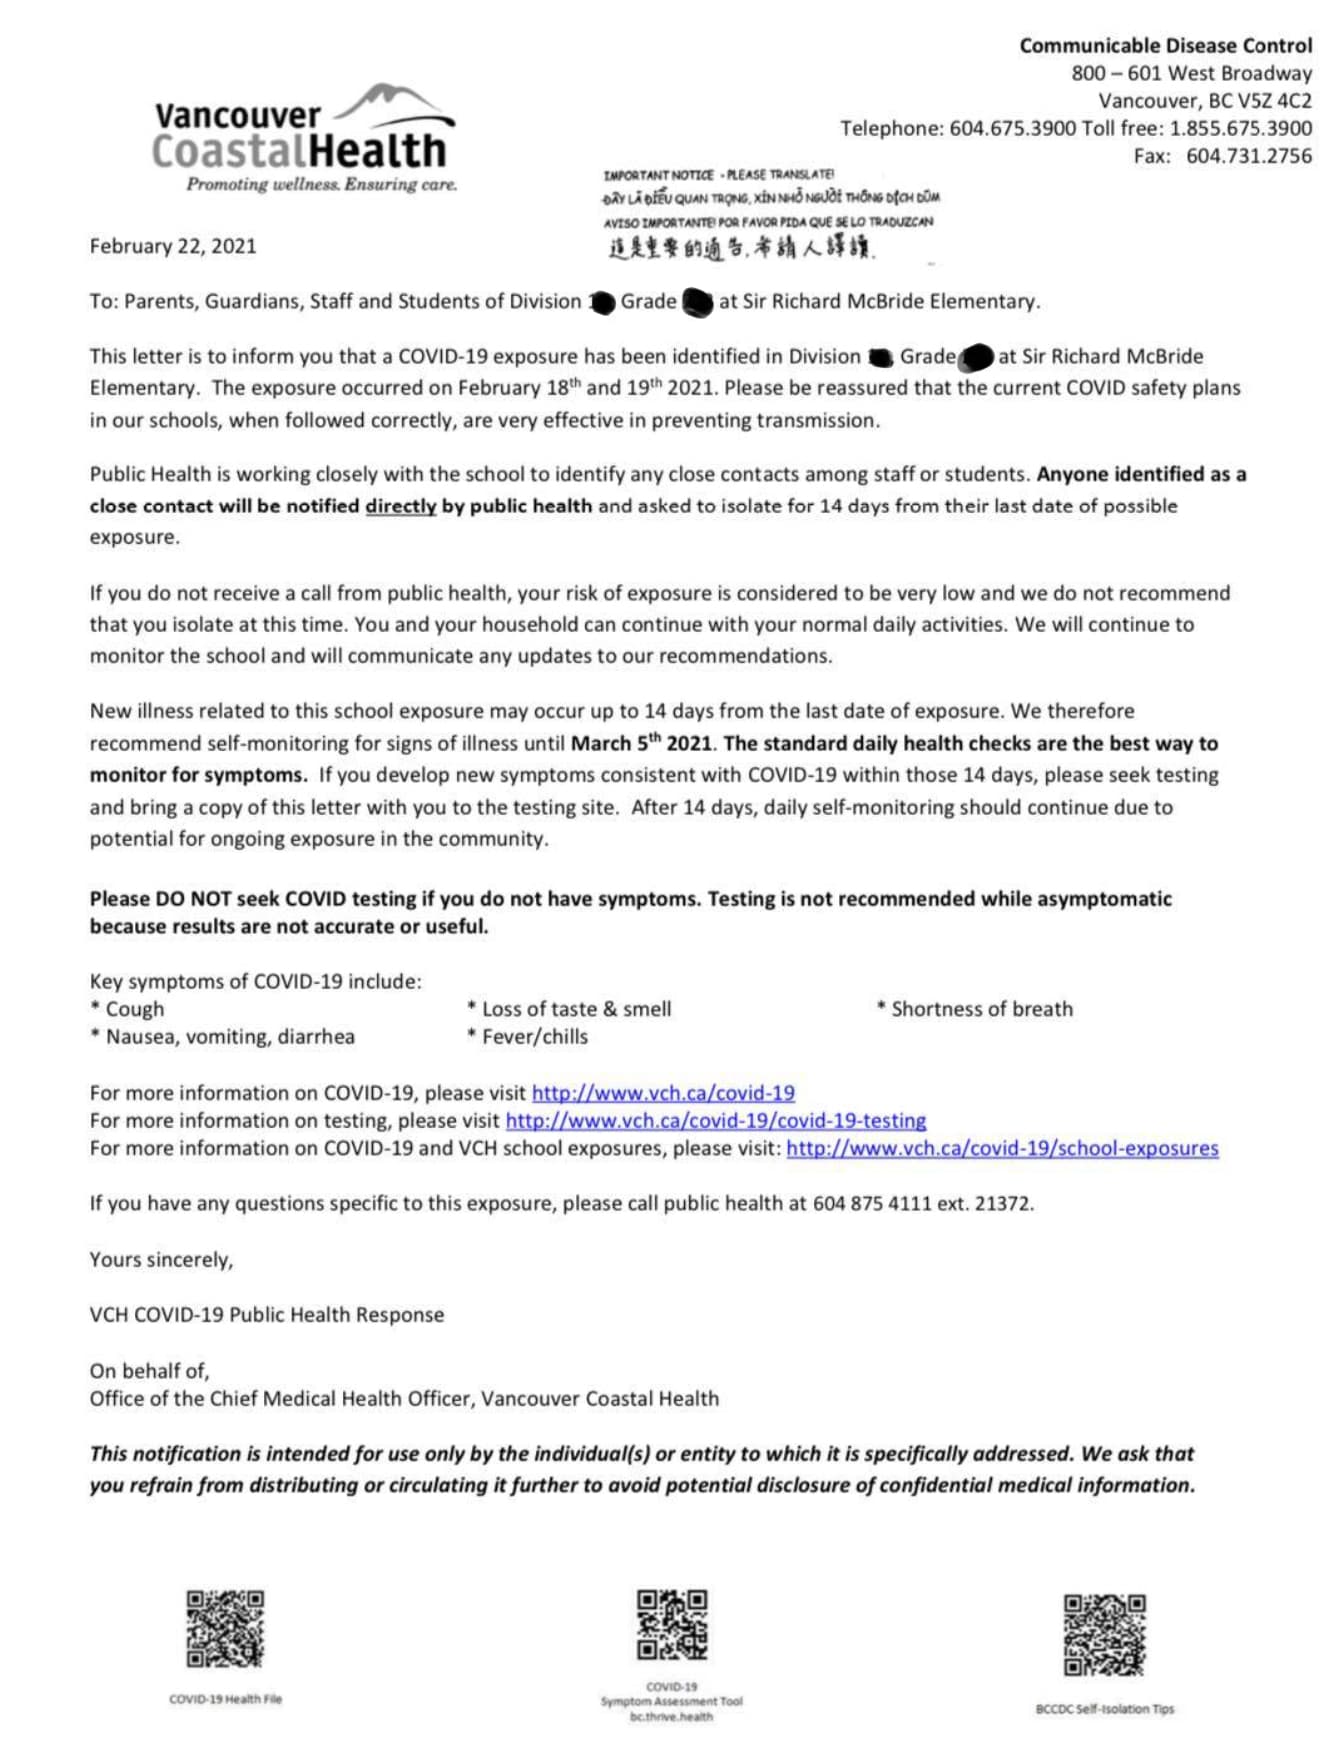 Communicable Disease Control
800 – 601 West Broadway
Vancouver, BC V5Z 4C2
Telephone: 604.675.3900 Toll free: 1.855.675.3900
Fax: 604.731.2756
Vancouver
CoastalHealth
Promoting wellness. Ensuring care.
IMPORTANT NOTICE - PLEASE TRANSLATE!
ĐÂY LÀ ĐIỀU QUAN TRỌNG, XIN NHỜ NGƯỜI THÔNG DỊCH DÙM
AVISO IMPORTANTE! POR FAVOR PIDA QUE SE LO TRADUZCAN
這是重要的通告,希請人譯讀.
February 22, 2021
To: Parents, Guardians, Staff and Students of Division Grade at Sir Richard McBride Elementary.
This letter is to inform you that a COVID-19 exposure has been identified in Division Grade at Sir Richard McBride
Elementary. The exposure occurred on February 18th and 19th 2021. Please be reassured that the current COVID safety plans
in our schools, when followed correctly, are very effective in preventing transmission.
Public Health is working closely with the school to identify any close contacts among staff or students. Anyone identified as a
close contact will be notified directly by public health and asked to isolate for 14 days from their last date of possible
exposure.
If you do not receive a call from public health, your risk of exposure is considered to be very low and we do not recommend
that you isolate at this time. You and your household can continue with your normal daily activities. We will continue to
monitor the school and will communicate any updates to our recommendations.
New illness related to this school exposure may occur up to 14 days from the last date of exposure. We therefore
recommend self-monitoring for signs of illness until March 5th 2021. The standard daily health checks are the best way to
monitor for symptoms. If you develop new symptoms consistent with COVID-19 within those 14 days, please seek testing
and bring a copy of this letter with you to the testing site. After 14 days, daily self-monitoring should continue due to
potential for ongoing exposure in the community.
Please DO NOT seek COVID testing if you do not have symptoms. Testing is not recommended while asymptomatic
because results are not accurate or useful.
Key symptoms of COVID-19 include:
* Cough * Loss of taste & smell * Shortness of breath
* Nausea, vomiting, diarrhea * Fever/chills
For more information on COVID-19, please visit http://www.vch.ca/covid-19
For more information on testing, please visit http://www.vch.ca/covid-19/covid-19-testing
For more information on COVID-19 and VCH school exposures, please visit: http://www.vch.ca/covid-19/school-exposures
If you have any questions specific to this exposure, please call public health at 604 875 4111 ext. 21372.
Yours sincerely,
VCH COVID-19 Public Health Response
On behalf of,
Office of the Chief Medical Health Officer, Vancouver Coastal Health
This notification is intended for use only by the individual(s) or entity to which it is specifically addressed. We ask that
you refrain from distributing or circulating it further to avoid potential disclosure of confidential medical information.
COVID-19 Health File
COVID-19
Symptom Assessment Tool
bc.thrive.health
BCCDC Self-Isolation Tips